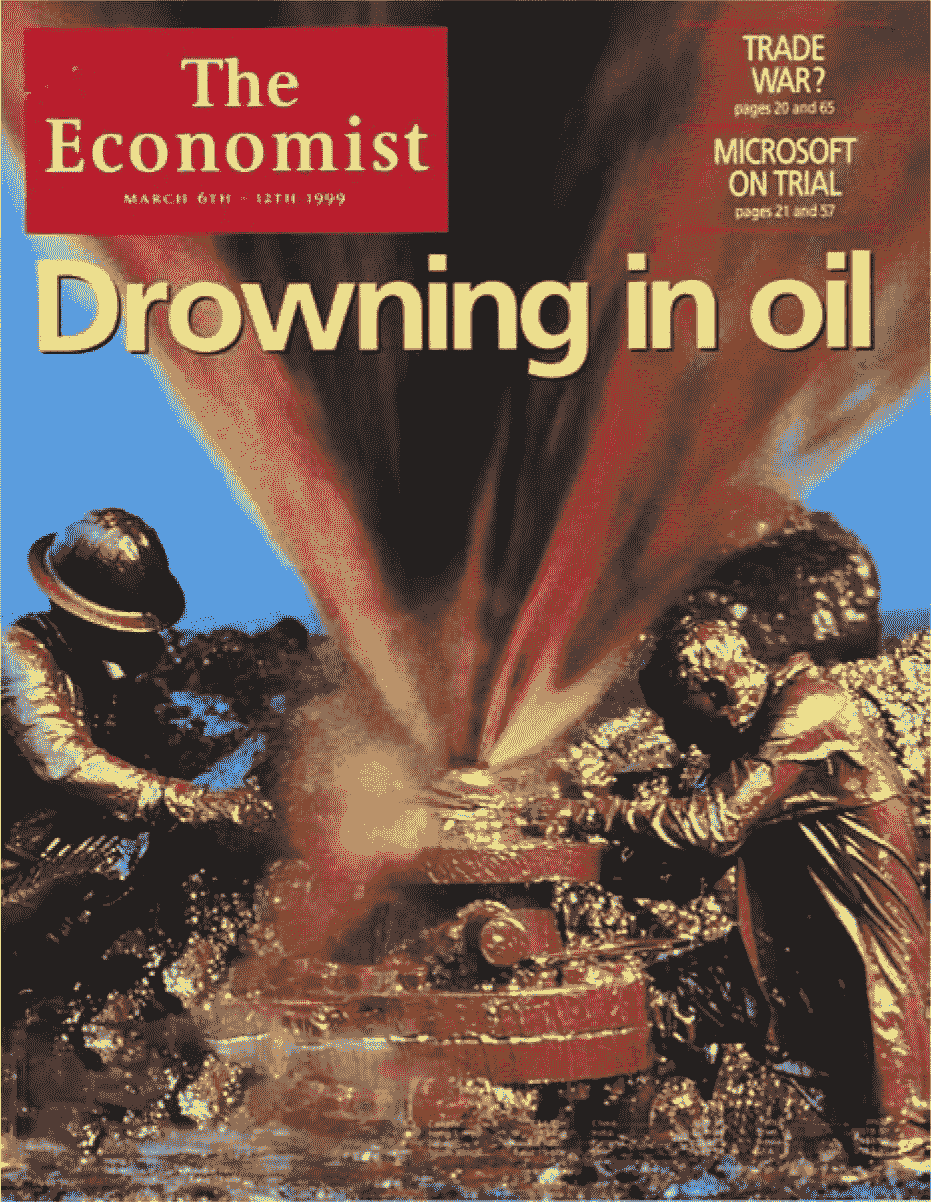 The
Economist
MARCH 6TH - 12TH 1999
TRADE
WAR?
pages 20 and 65
MICROSOFT
ON TRIAL
pages 21 and 57
Drowning in oil